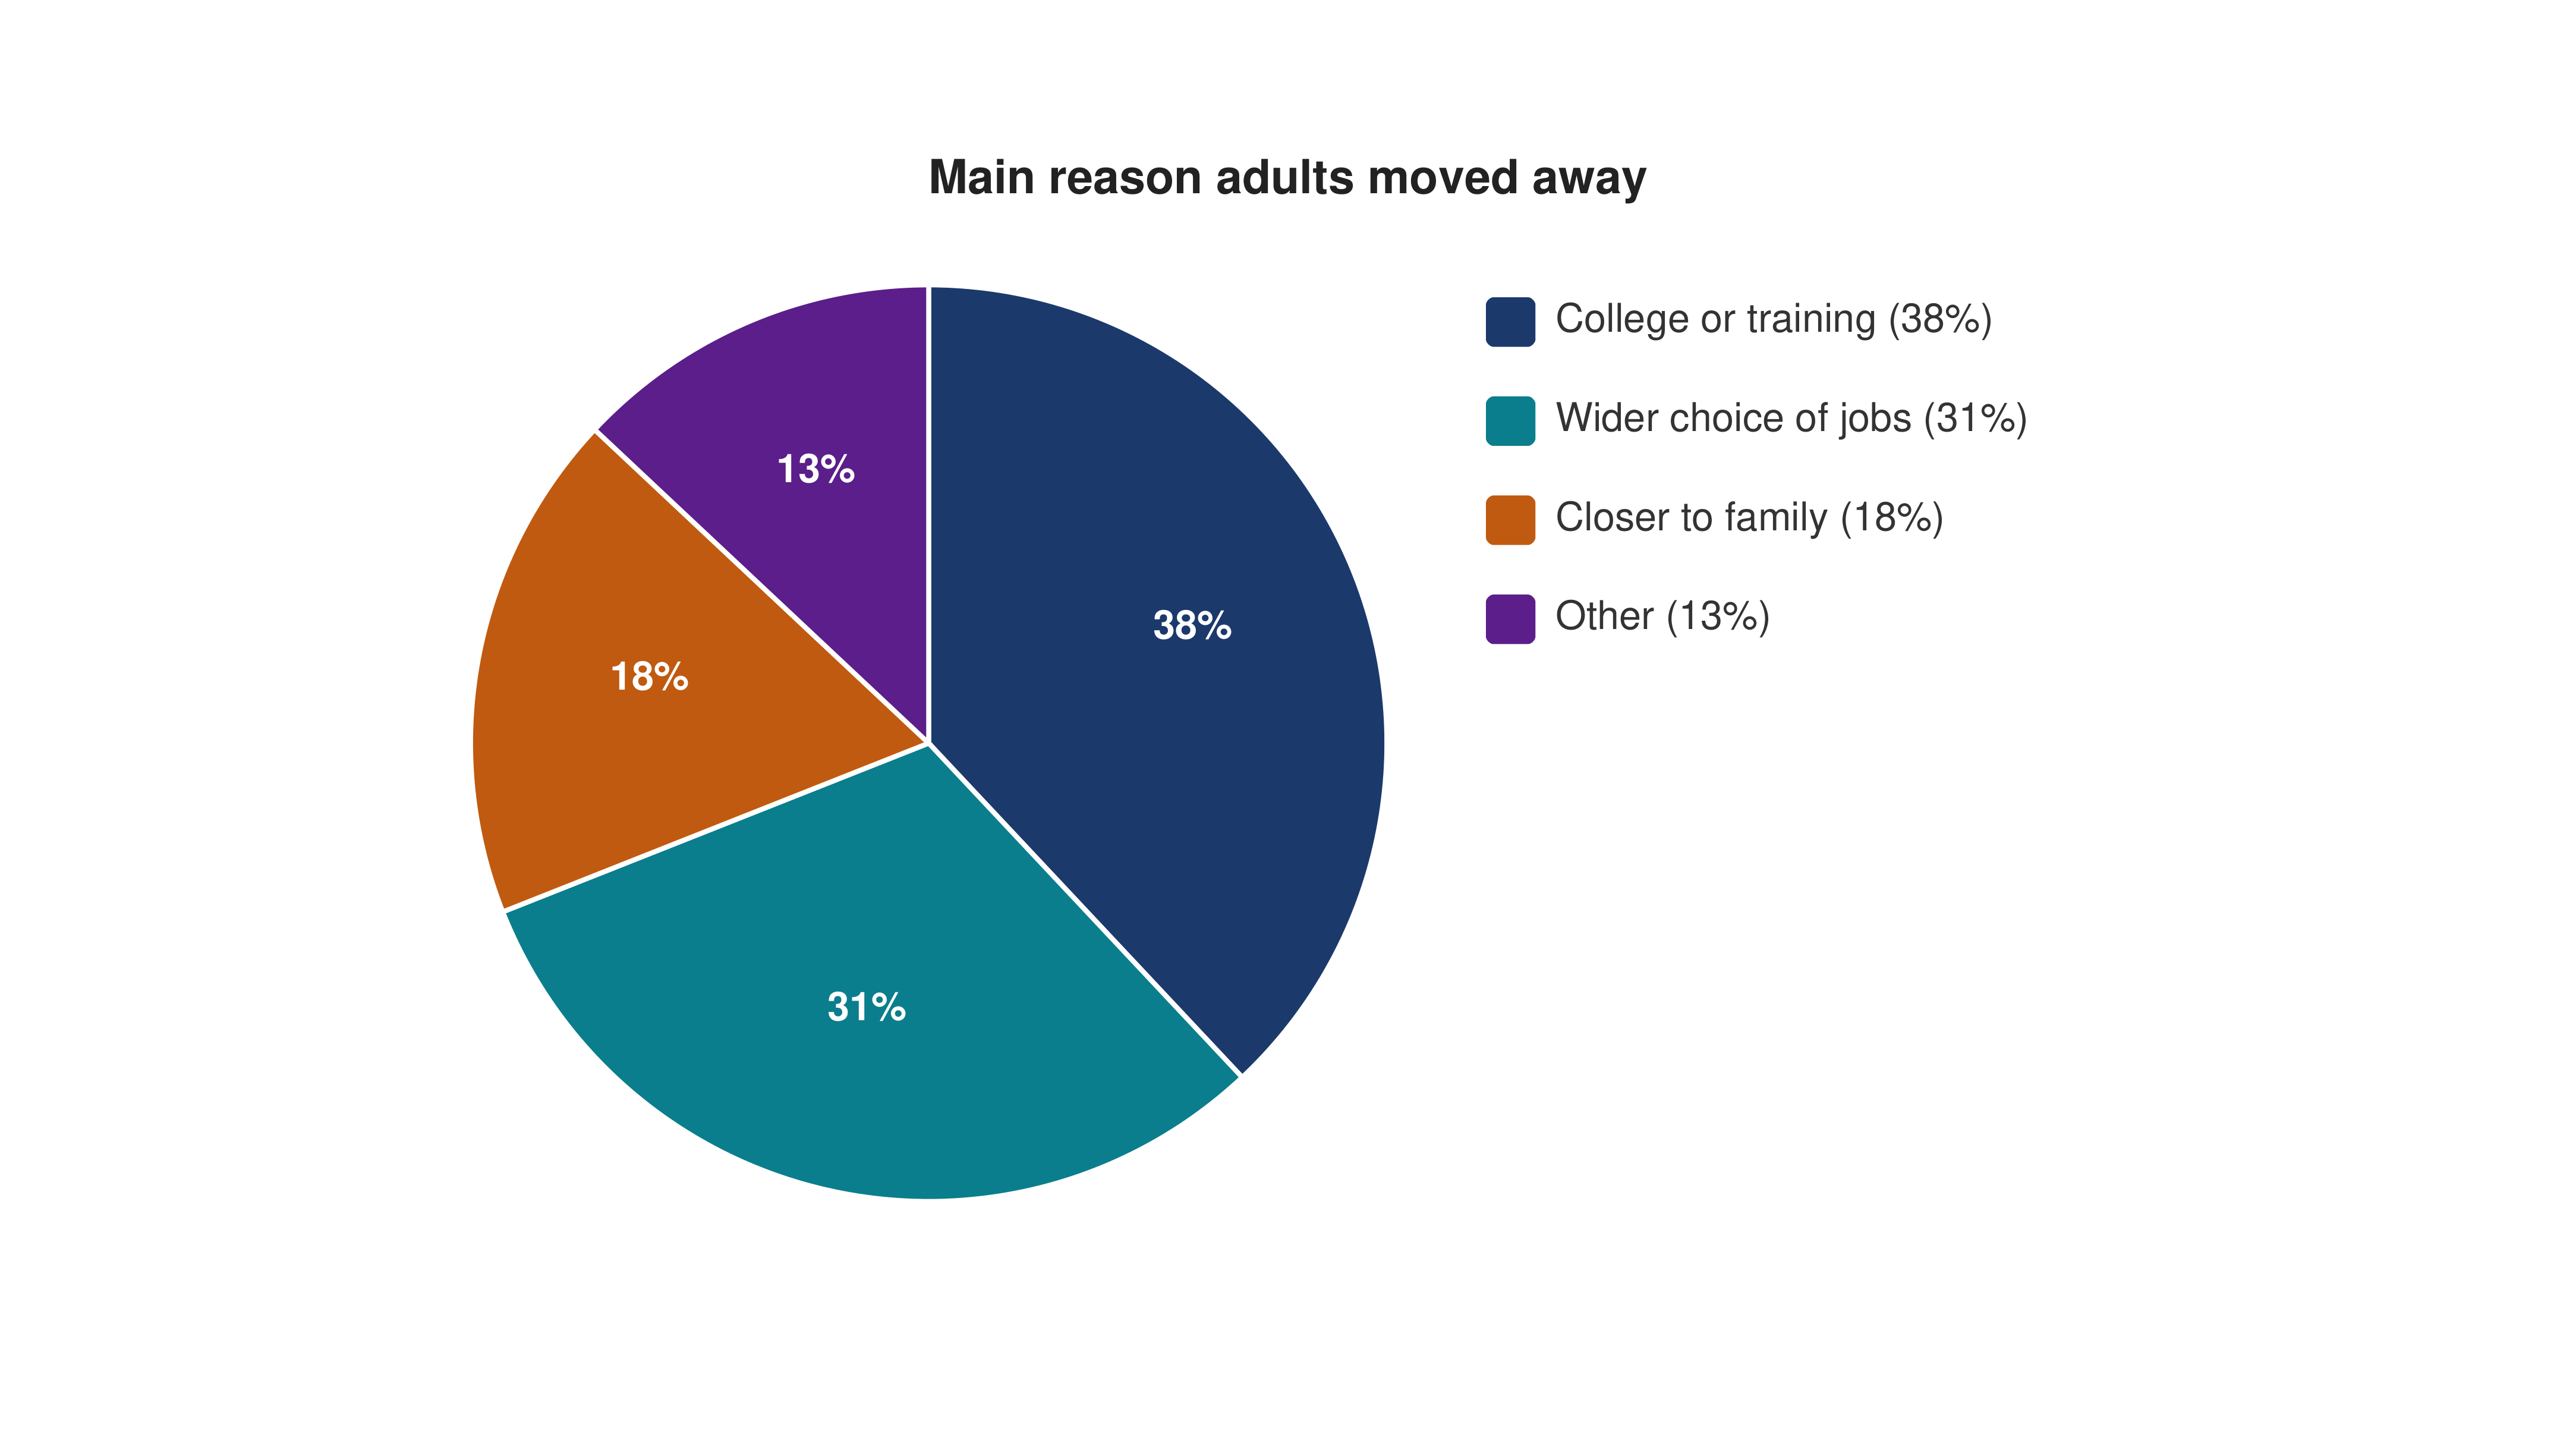 Main reason adults moved away
College or training (38%)
Wider choice of jobs (31%)
Closer to family (18%)
Other (13%)
13%
38%
18%
31%